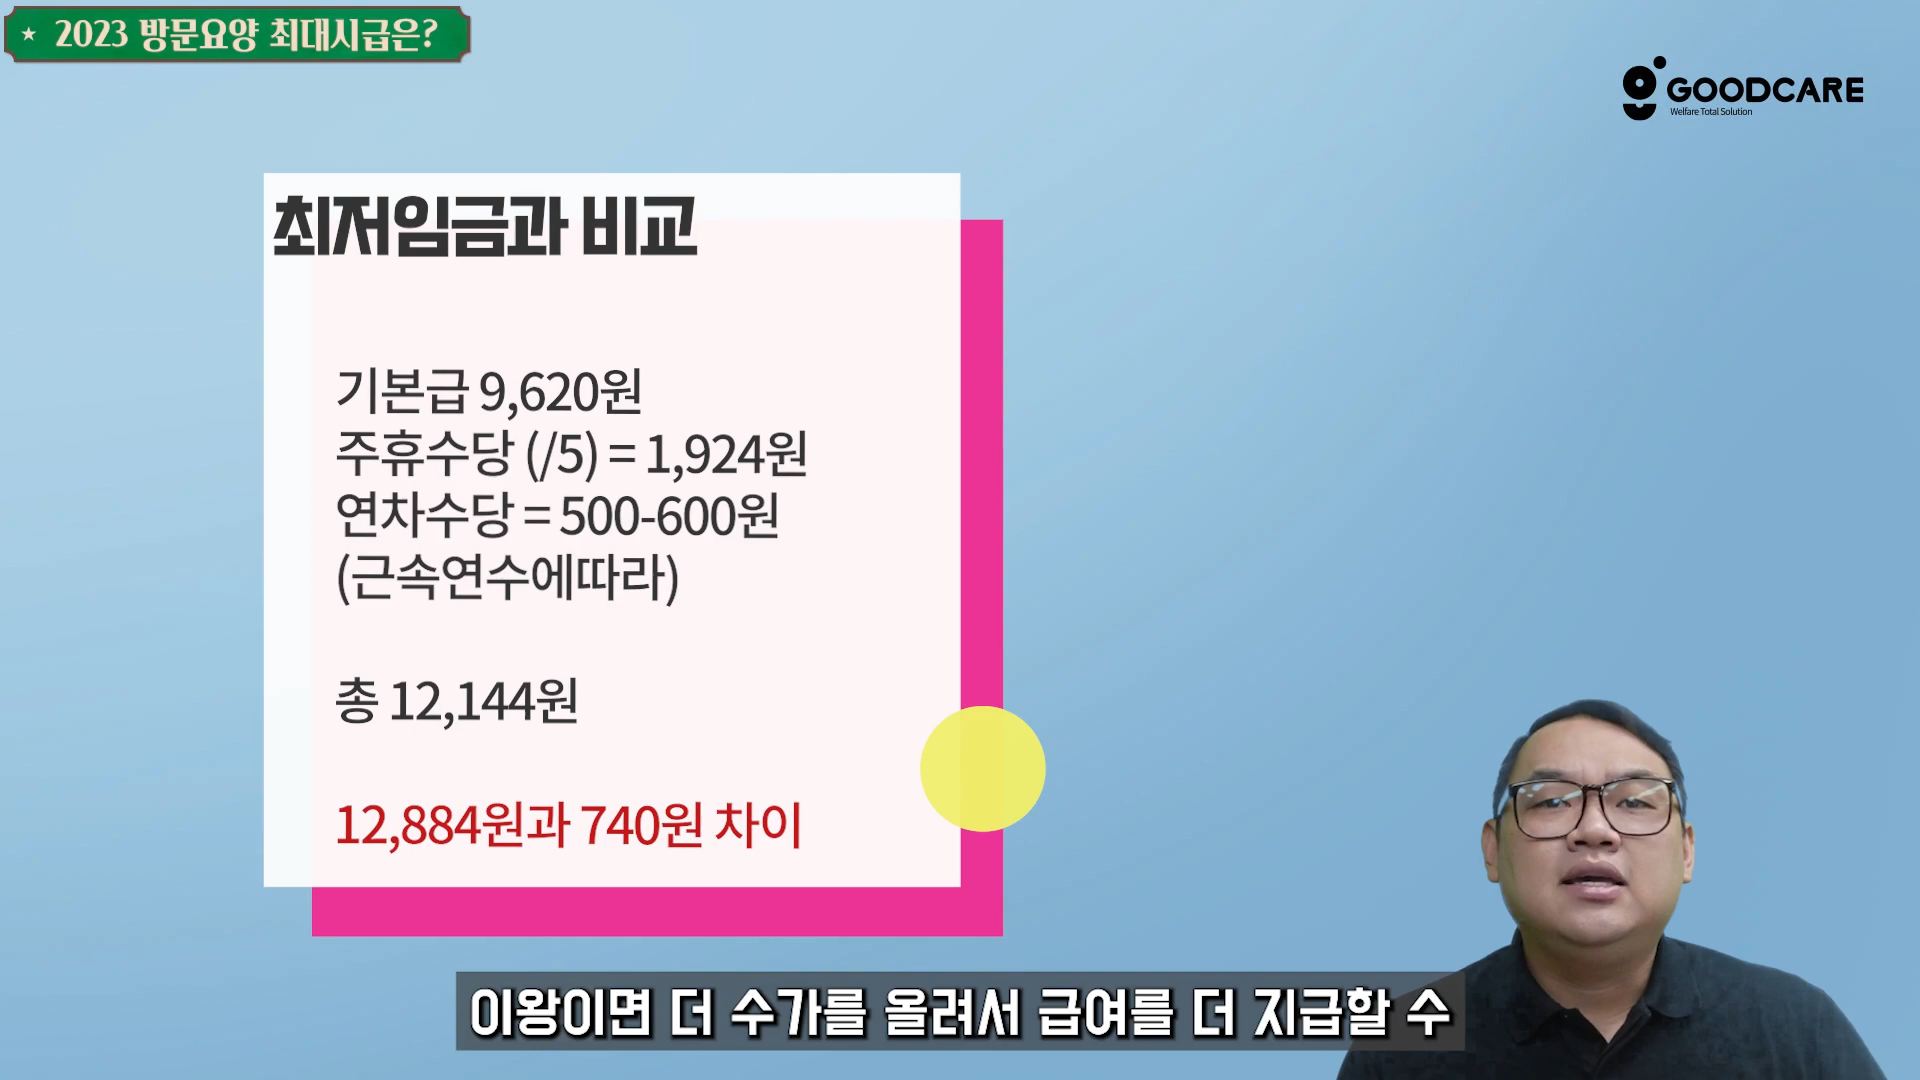 ★ 2023 방문요양 최대시급은?
GOODCARE
Welfare Total Solution
최저임금과 비교
기본급 9,620원
주휴수당 (/5) = 1,924원
연차수당 = 500-600원
(근속연수에따라)
총 12,144원
12,884원과 740원 차이
이왕이면 더 수가를 올려서 급여를 더 지급할 수